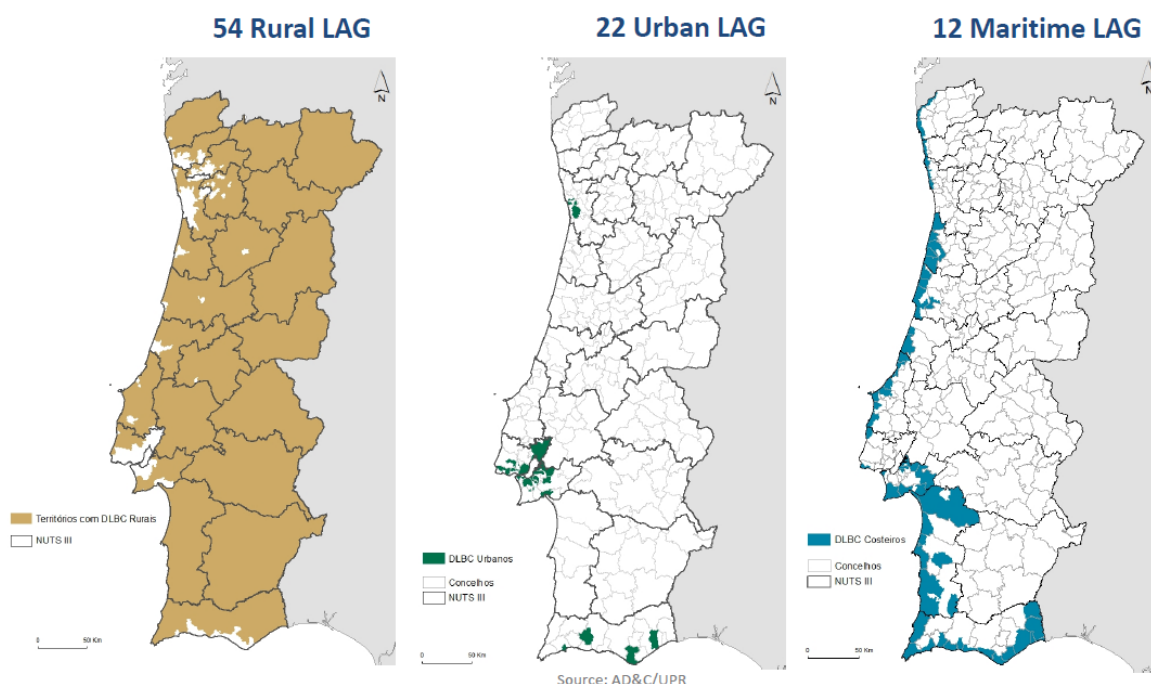 54 Rural LAG
22 Urban LAG
12 Maritime LAG
N
N
N
Territórios com DLBC Rurais
NUTS III
0 50 Km
DLBC Urbanos
Concelhos
NUTS III
0 50 Km
DLBC Costeiros
Concelhos
NUTS III
0 50 Km
Source: AD&C/UPR